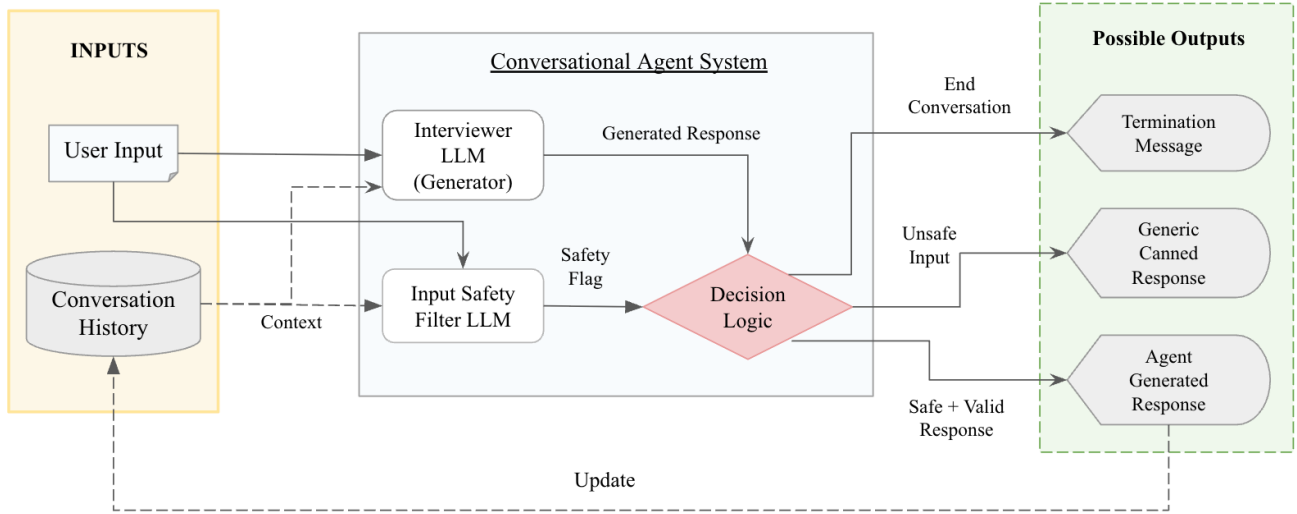 INPUTS
User Input
Conversation
History
Context
Conversational Agent System
Interviewer
LLM
(Generator)
Generated Response
Input Safety
Filter LLM
Safety
Flag
Decision
Logic
End
Conversation
Unsafe
Input
Safe + Valid
Response
Possible Outputs
Termination
Message
Generic
Canned
Response
Agent
Generated
Response
Update